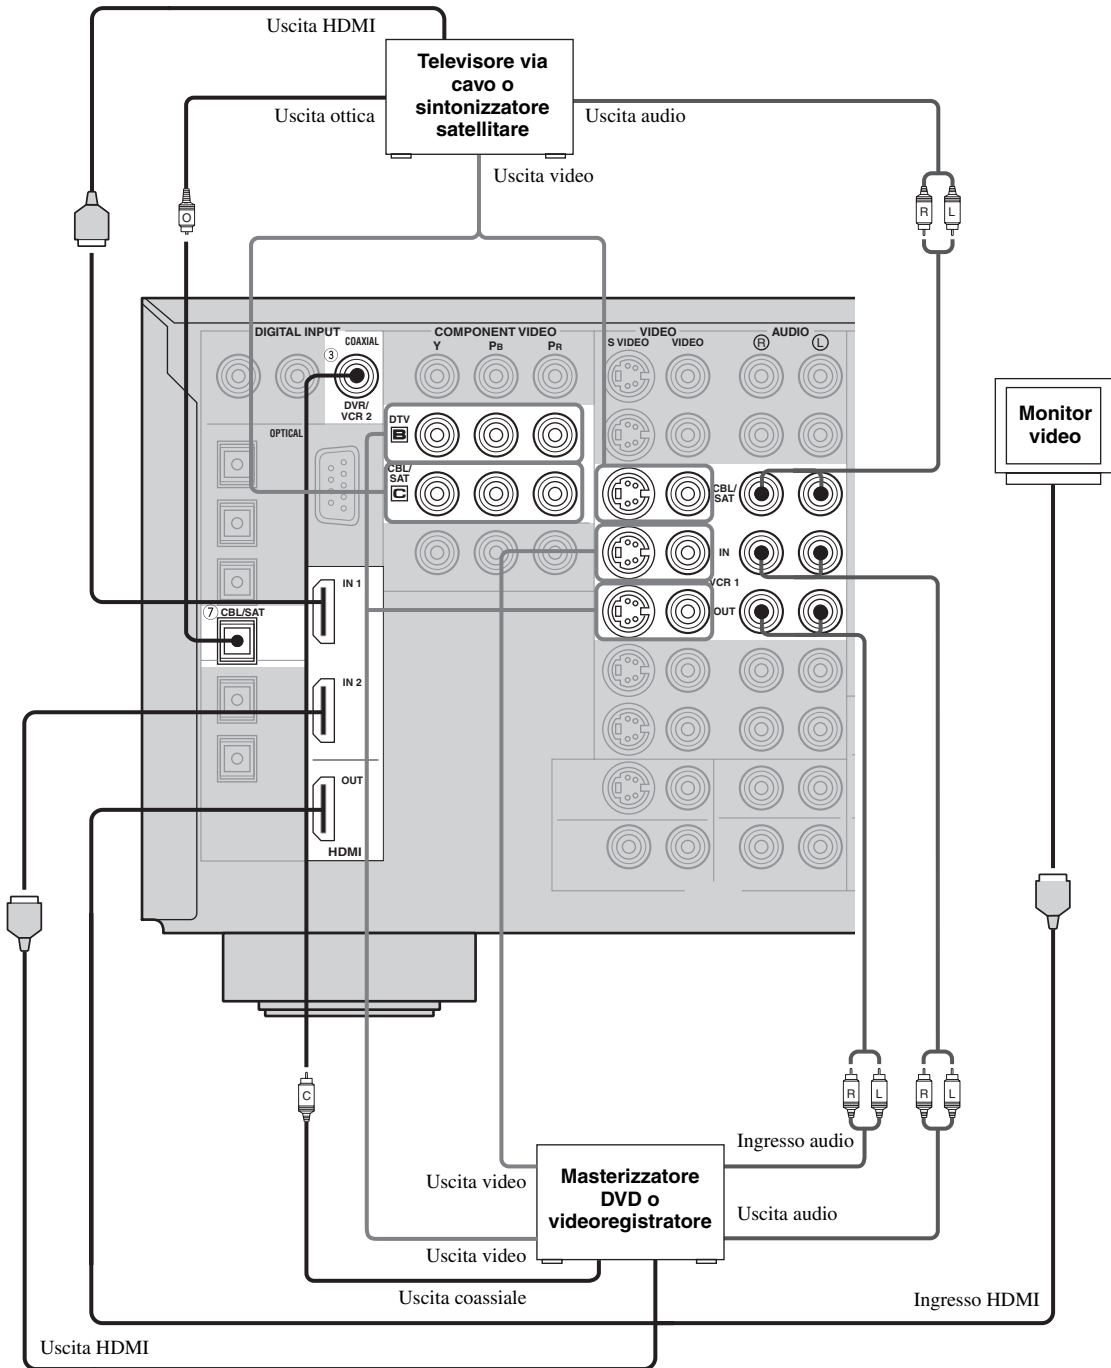 Uscita HDMI
Televisore via
cavo o
sintonizzatore
satellitare
Uscita ottica
Uscita audio
Uscita video
O
R L
DIGITAL INPUT
COMPONENT VIDEO
VIDEO
AUDIO
3
COAXIAL
Y PB PR
S VIDEO VIDEO
R L
DVR/
VCR 2
OPTICAL
DTV
B
CBL/
SAT
C
CBL/
SAT
IN
VCR 1
OUT
IN 1
7 CBL/SAT
IN 2
OUT
HDMI
Monitor
video
C
R L
R L
Ingresso audio
Uscita video
Masterizzatore
DVD o
videoregistratore
Uscita audio
Uscita video
Uscita coassiale
Ingresso HDMI
Uscita HDMI